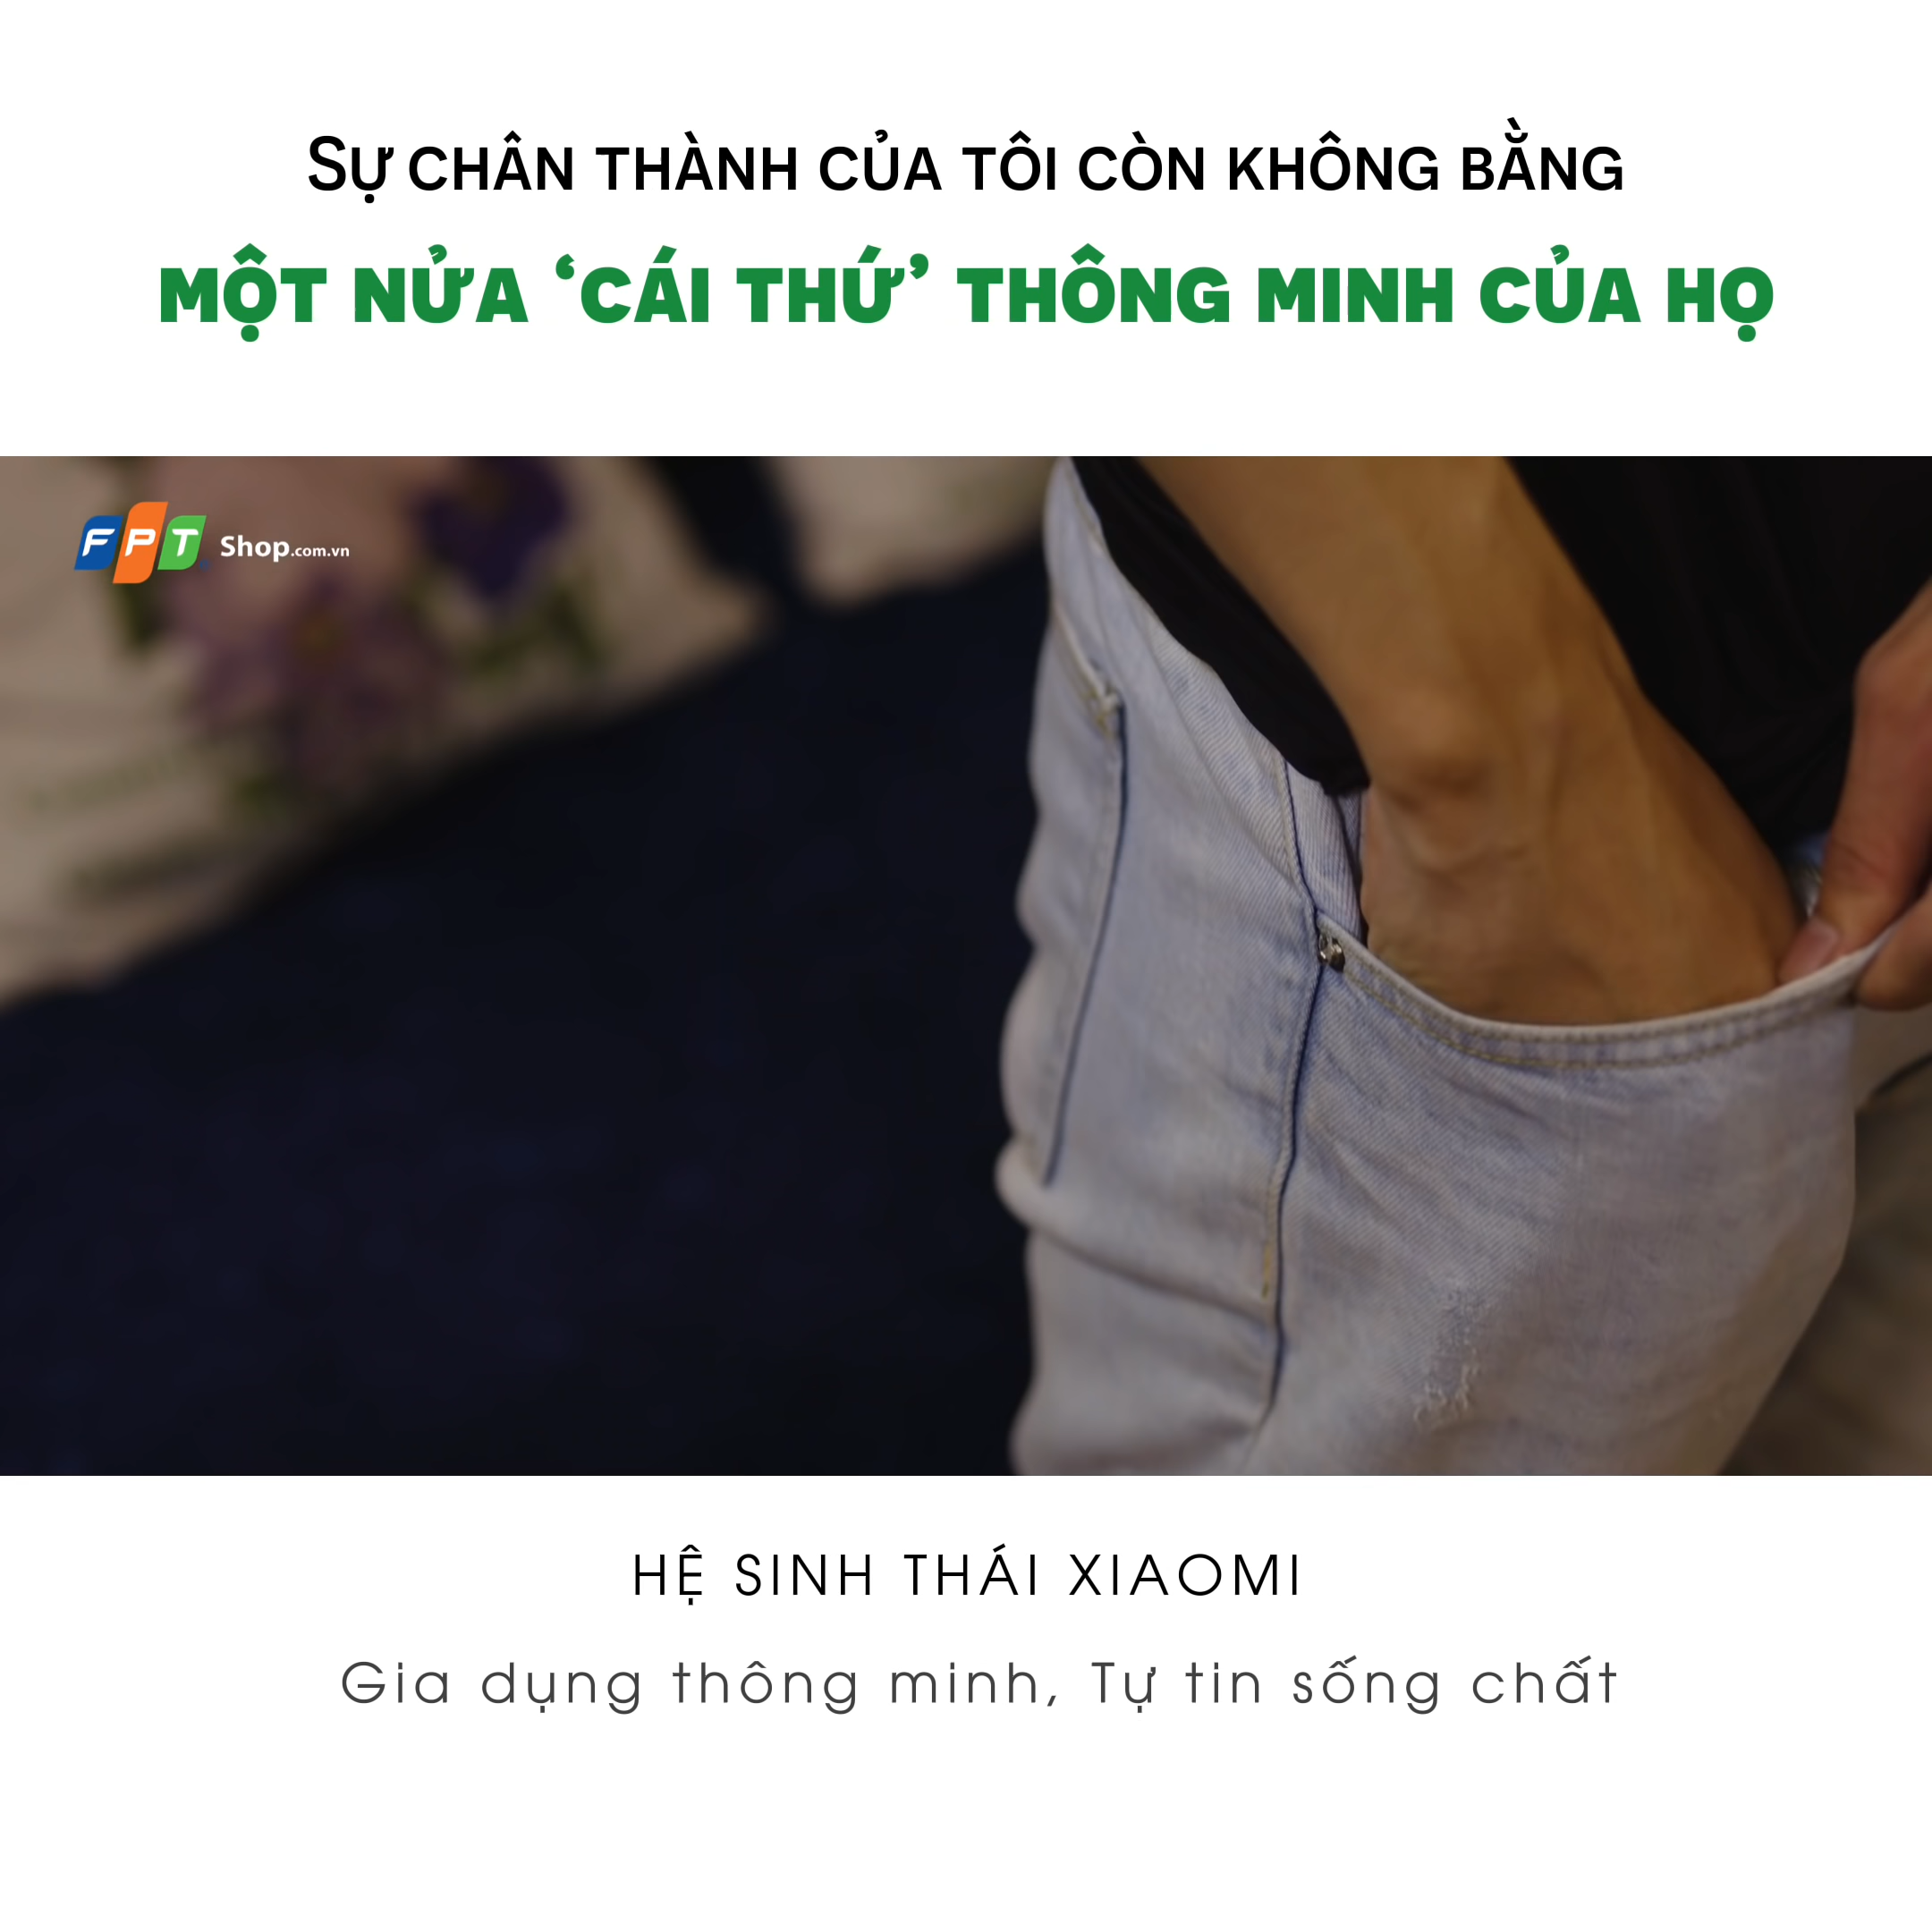 SỰ CHÂN THÀNH CỦA TÔI CÒN KHÔNG BẰNG
MỘT NỬA ‘CÁI THỨ’ THÔNG MINH CỦA HỌ
FPT Shop.com.vn
HỆ SINH THÁI XIAOMI
Gia dụng thông minh, Tự tin sống chất